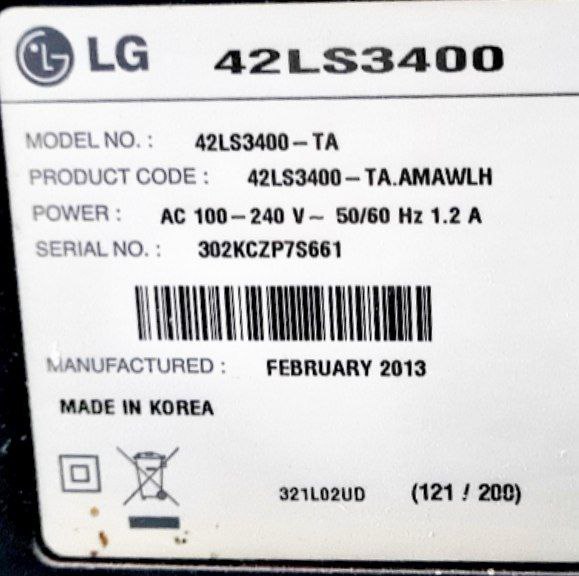 LG 42LS3400
MODEL NO. : 42LS3400-TA
PRODUCT CODE : 42LS3400-TA.AMAWLH
POWER : AC 100-240 V~ 50/60 Hz 1.2 A
SERIAL NO. : 302KCZP7S661
MANUFACTURED : FEBRUARY 2013
MADE IN KOREA
321L02UD (121 / 200)